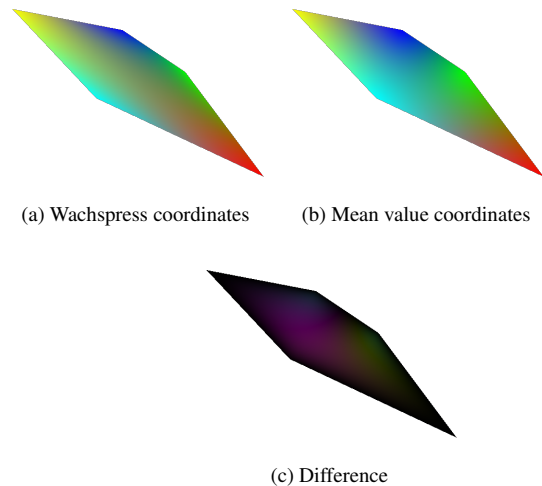 (a) Wachspress coordinates
(b) Mean value coordinates
(c) Difference